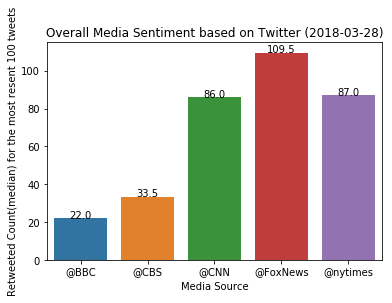 Overall Media Sentiment based on Twitter (2018-03-28)
Retweeted Count(median) for the most resent 100 tweets
100
80
60
40
20
0
22.0
33.5
86.0
109.5
87.0
@BBC
@CBS
@CNN
@FoxNews
@nytimes
Media Source